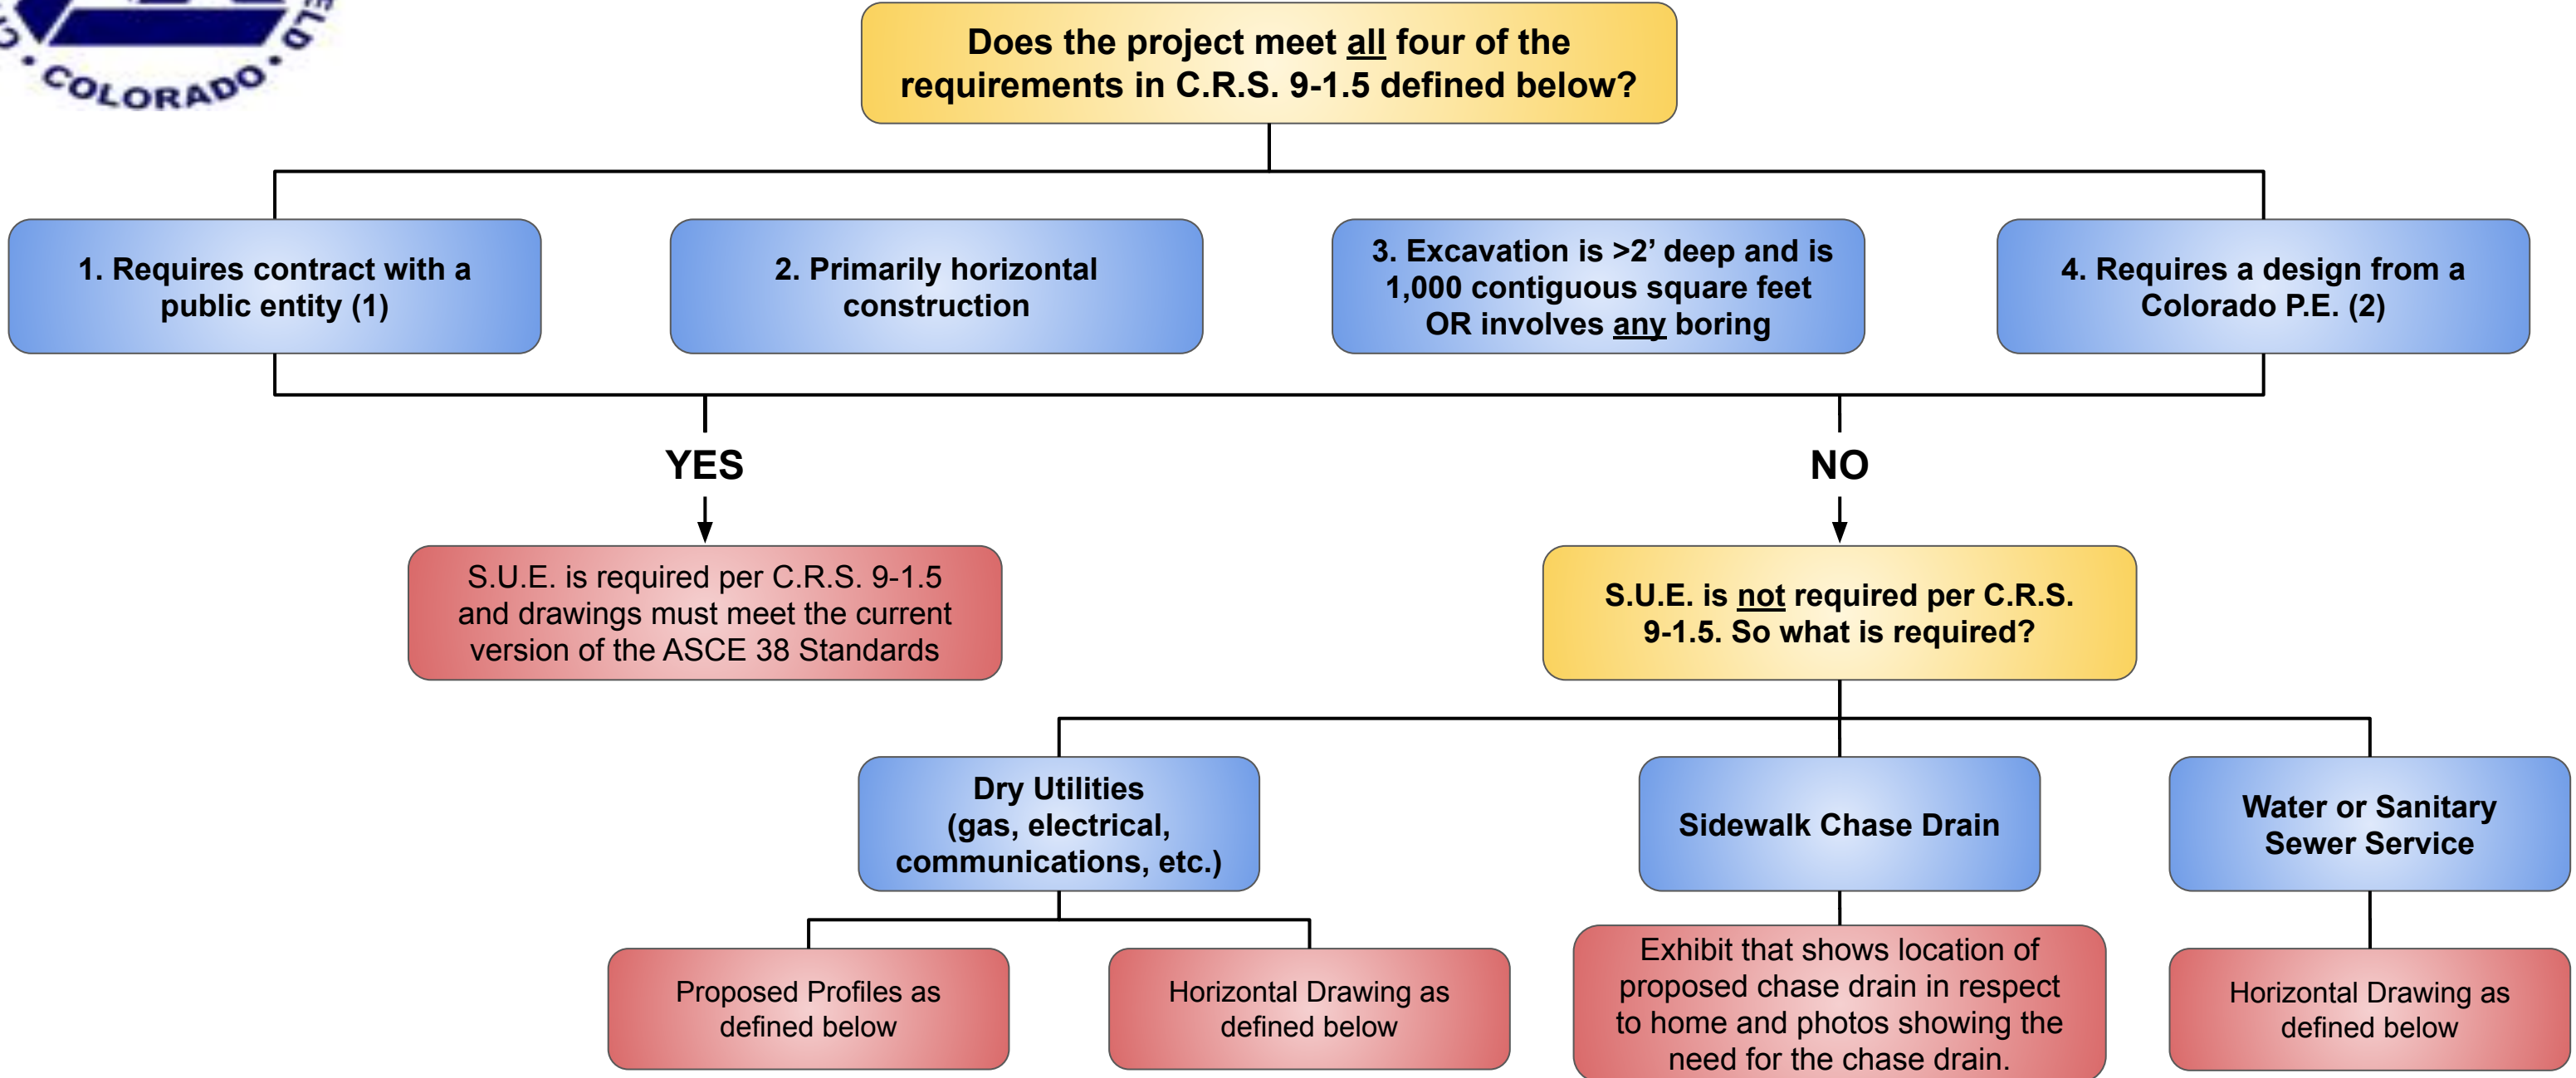 COLORADO
Does the project meet all four of the
requirements in C.R.S. 9-1.5 defined below?
1. Requires contract with a
public entity (1)
2. Primarily horizontal
construction
3. Excavation is >2’ deep and is
1,000 contiguous square feet
OR involves any boring
4. Requires a design from a
Colorado P.E. (2)
YES
NO
S.U.E. is required per C.R.S. 9-1.5
and drawings must meet the current
version of the ASCE 38 Standards
S.U.E. is not required per C.R.S.
9-1.5. So what is required?
Dry Utilities
(gas, electrical,
communications, etc.)
Sidewalk Chase Drain
Water or Sanitary
Sewer Service
Proposed Profiles as
defined below
Horizontal Drawing as
defined below
Exhibit that shows location of
proposed chase drain in respect
to home and photos showing the
need for the chase drain.
Horizontal Drawing as
defined below